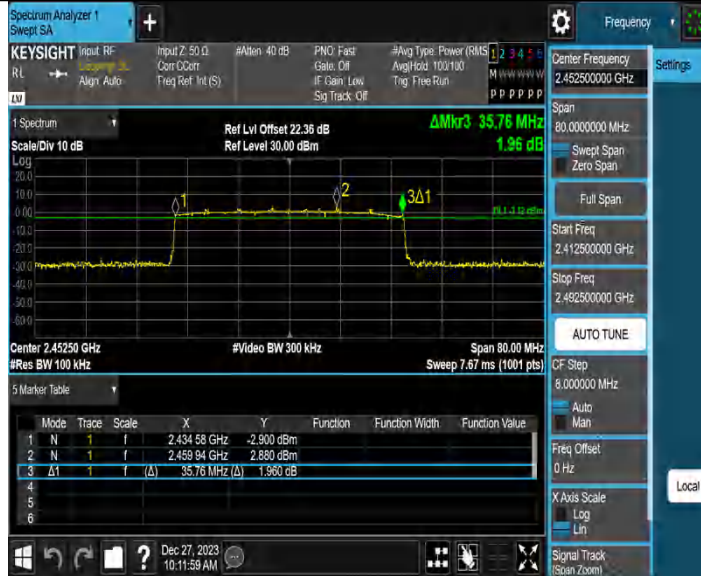 Spectrum Analyzer 1
Swept SA
+
Frequency
KEYSIGHT
RL
Input: RF
Align: Auto
Input Z: 50 Ω
Corr CCorr
Freq Ref: Int (S)
#Atten: 40 dB
PNO: Fast
Gate: Off
IF Gain: Low
Sig Track: Off
#Avg Type: Power (RMS
Avg|Hold: 100/100
Trig: Free Run
1 2 3 4 5 6
M W W W W W
P P P P P P
LXI
1 Spectrum
Scale/Div 10 dB
Ref Lvl Offset 22.36 dB
Ref Level 30.00 dBm
ΔMkr3 35.76 MHz
1.96 dB
Log
20.0
10.0
0.00
-10.0
-20.0
-30.0
-40.0
-50.0
-60.0
1
2
3Δ1
Center 2.45250 GHz
#Res BW 100 kHz
#Video BW 300 kHz
Span 80.00 MHz
Sweep 7.67 ms (1001 pts)
5 Marker Table
Mode Trace Scale X Y Function Function Width Function Value
1 N 1 f 2.434 58 GHz -2.900 dBm
2 N 1 f 2.459 94 GHz 2.880 dBm
3 Δ1 1 f (Δ) 35.76 MHz (Δ) 1.960 dB
4
5
6
?
Dec 27, 2023
10:11:59 AM
Center Frequency
2.452500000 GHz
Settings
Span
80.0000000 MHz
Swept Span
Zero Span
Full Span
Start Freq
2.412500000 GHz
Stop Freq
2.492500000 GHz
AUTO TUNE
CF Step
8.000000 MHz
Auto
Man
Freq Offset
0 Hz
Local
X Axis Scale
Log
Lin
Signal Track
(Span Zoom)